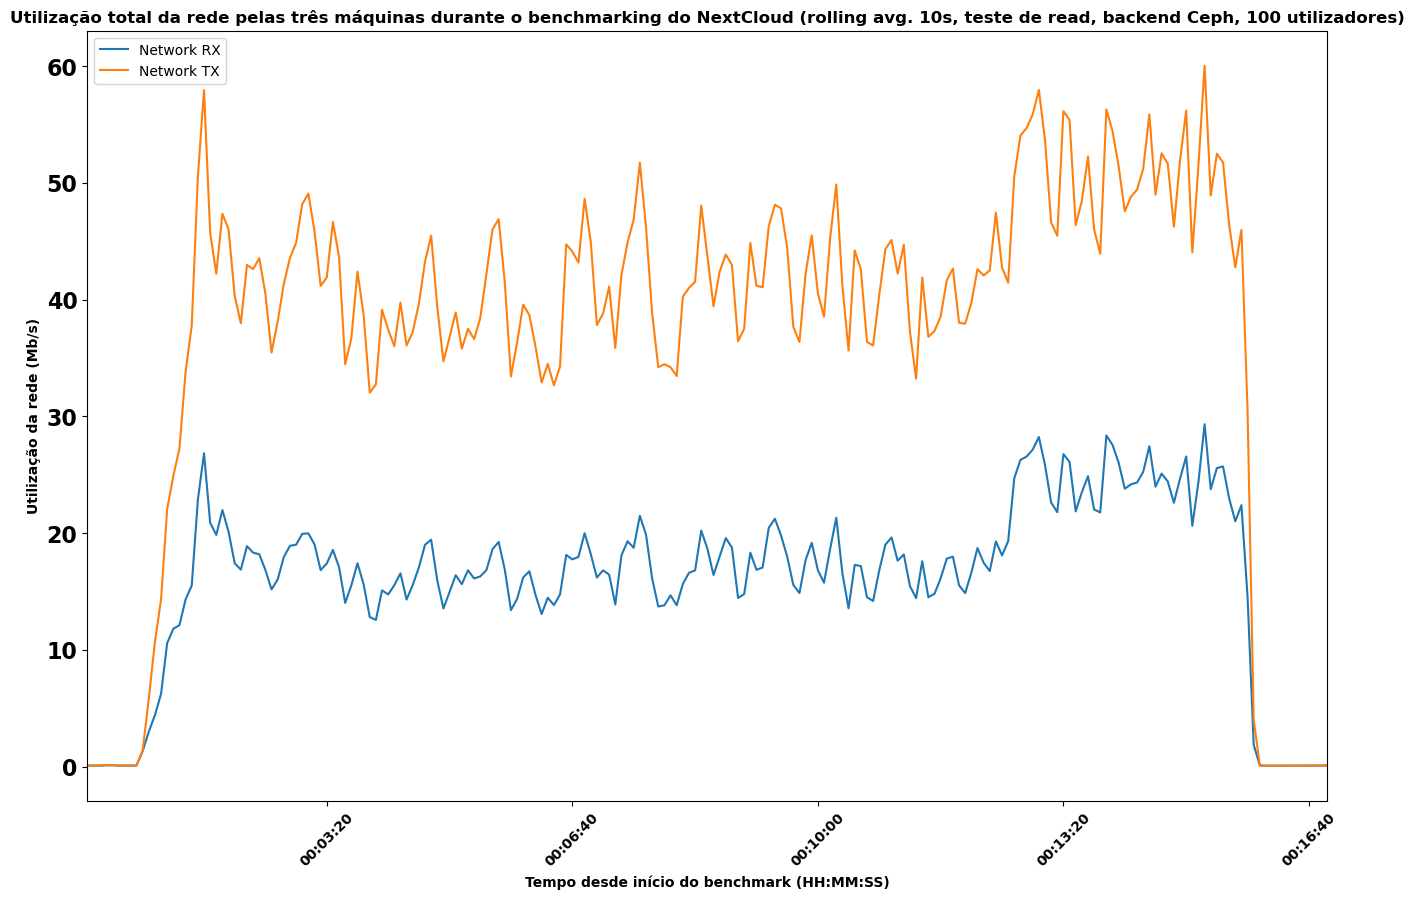 Utilização total da rede pelas três máquinas durante o benchmarking do NextCloud (rolling avg. 10s, teste de read, backend Ceph, 100 utilizadores)
Network RX
Network TX
60
50
40
30
20
10
0
Utilização da rede (Mb/s)
00:03:20
00:06:40
00:10:00
00:13:20
00:16:40
Tempo desde início do benchmark (HH:MM:SS)